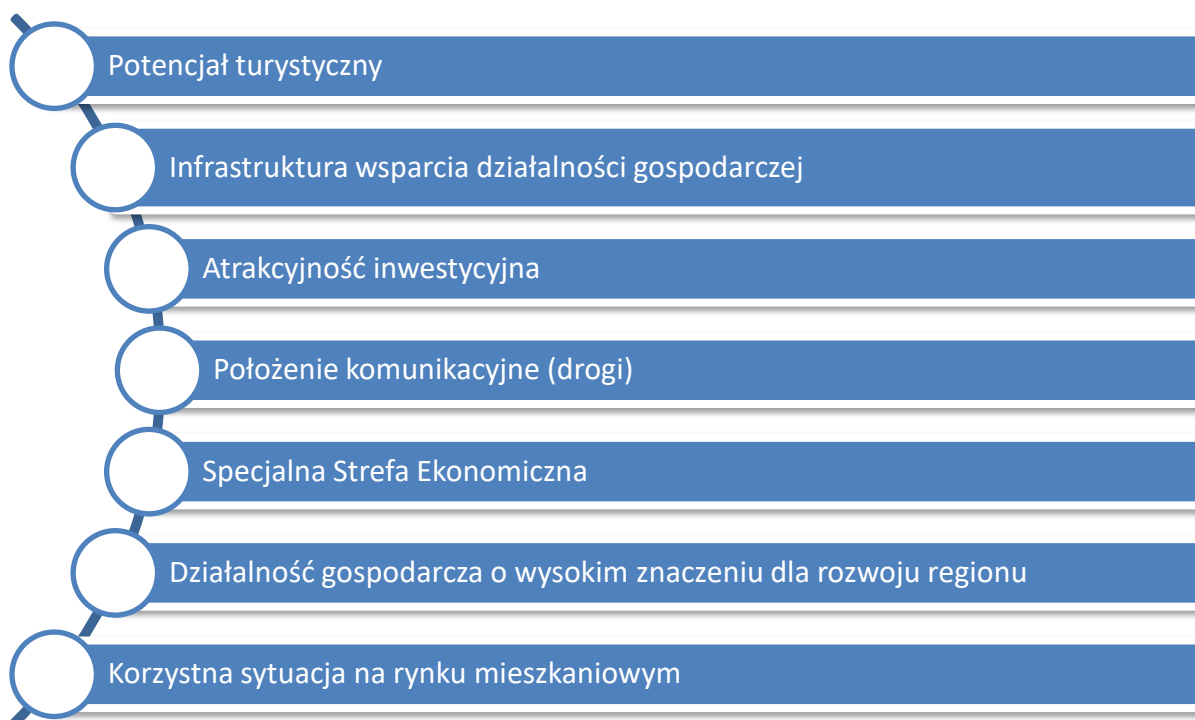 Potencjał turystyczny
Infrastruktura wsparcia działalności gospodarczej
Atrakcyjność inwestycyjna
Położenie komunikacyjne (drogi)
Specjalna Strefa Ekonomiczna
Działalność gospodarcza o wysokim znaczeniu dla rozwoju regionu
Korzystna sytuacja na rynku mieszkaniowym